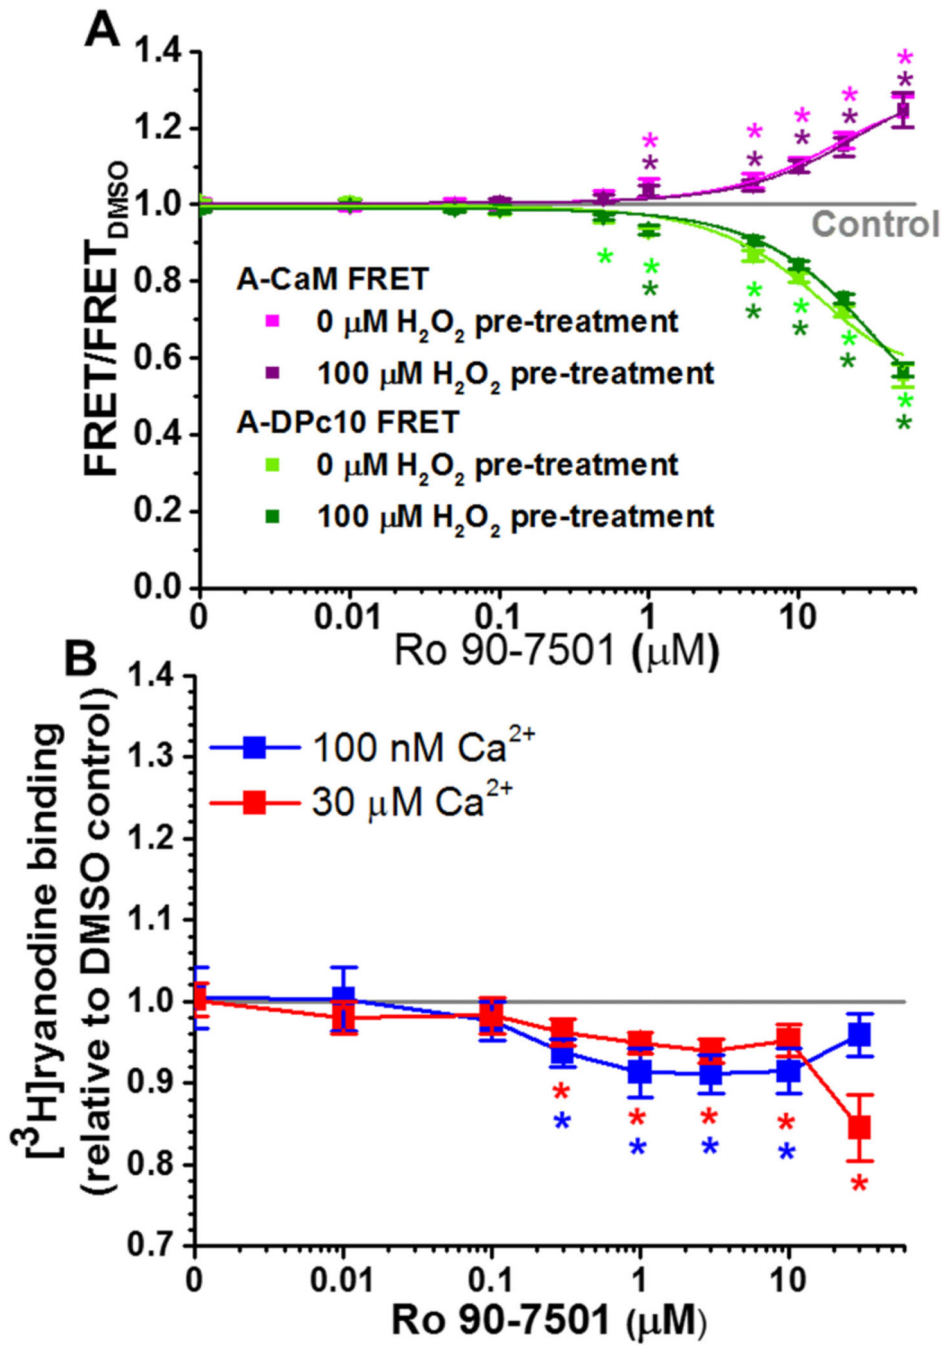 A
1.4
1.2
1.0
0.8
0.6
0.4
0.2
0.0
FRET/FRET_DMSO
Control
A-CaM FRET
0 μM H₂O₂ pre-treatment
100 μM H₂O₂ pre-treatment
A-DPc10 FRET
0 μM H₂O₂ pre-treatment
100 μM H₂O₂ pre-treatment
0 0.01 0.1 1 10
Ro 90-7501 (μM)
B
1.4
1.3
1.2
1.1
1.0
0.9
0.8
0.7
[³H]ryanodine binding
(relative to DMSO control)
100 nM Ca²⁺
30 μM Ca²⁺
0 0.01 0.1 1 10
Ro 90-7501 (μM)